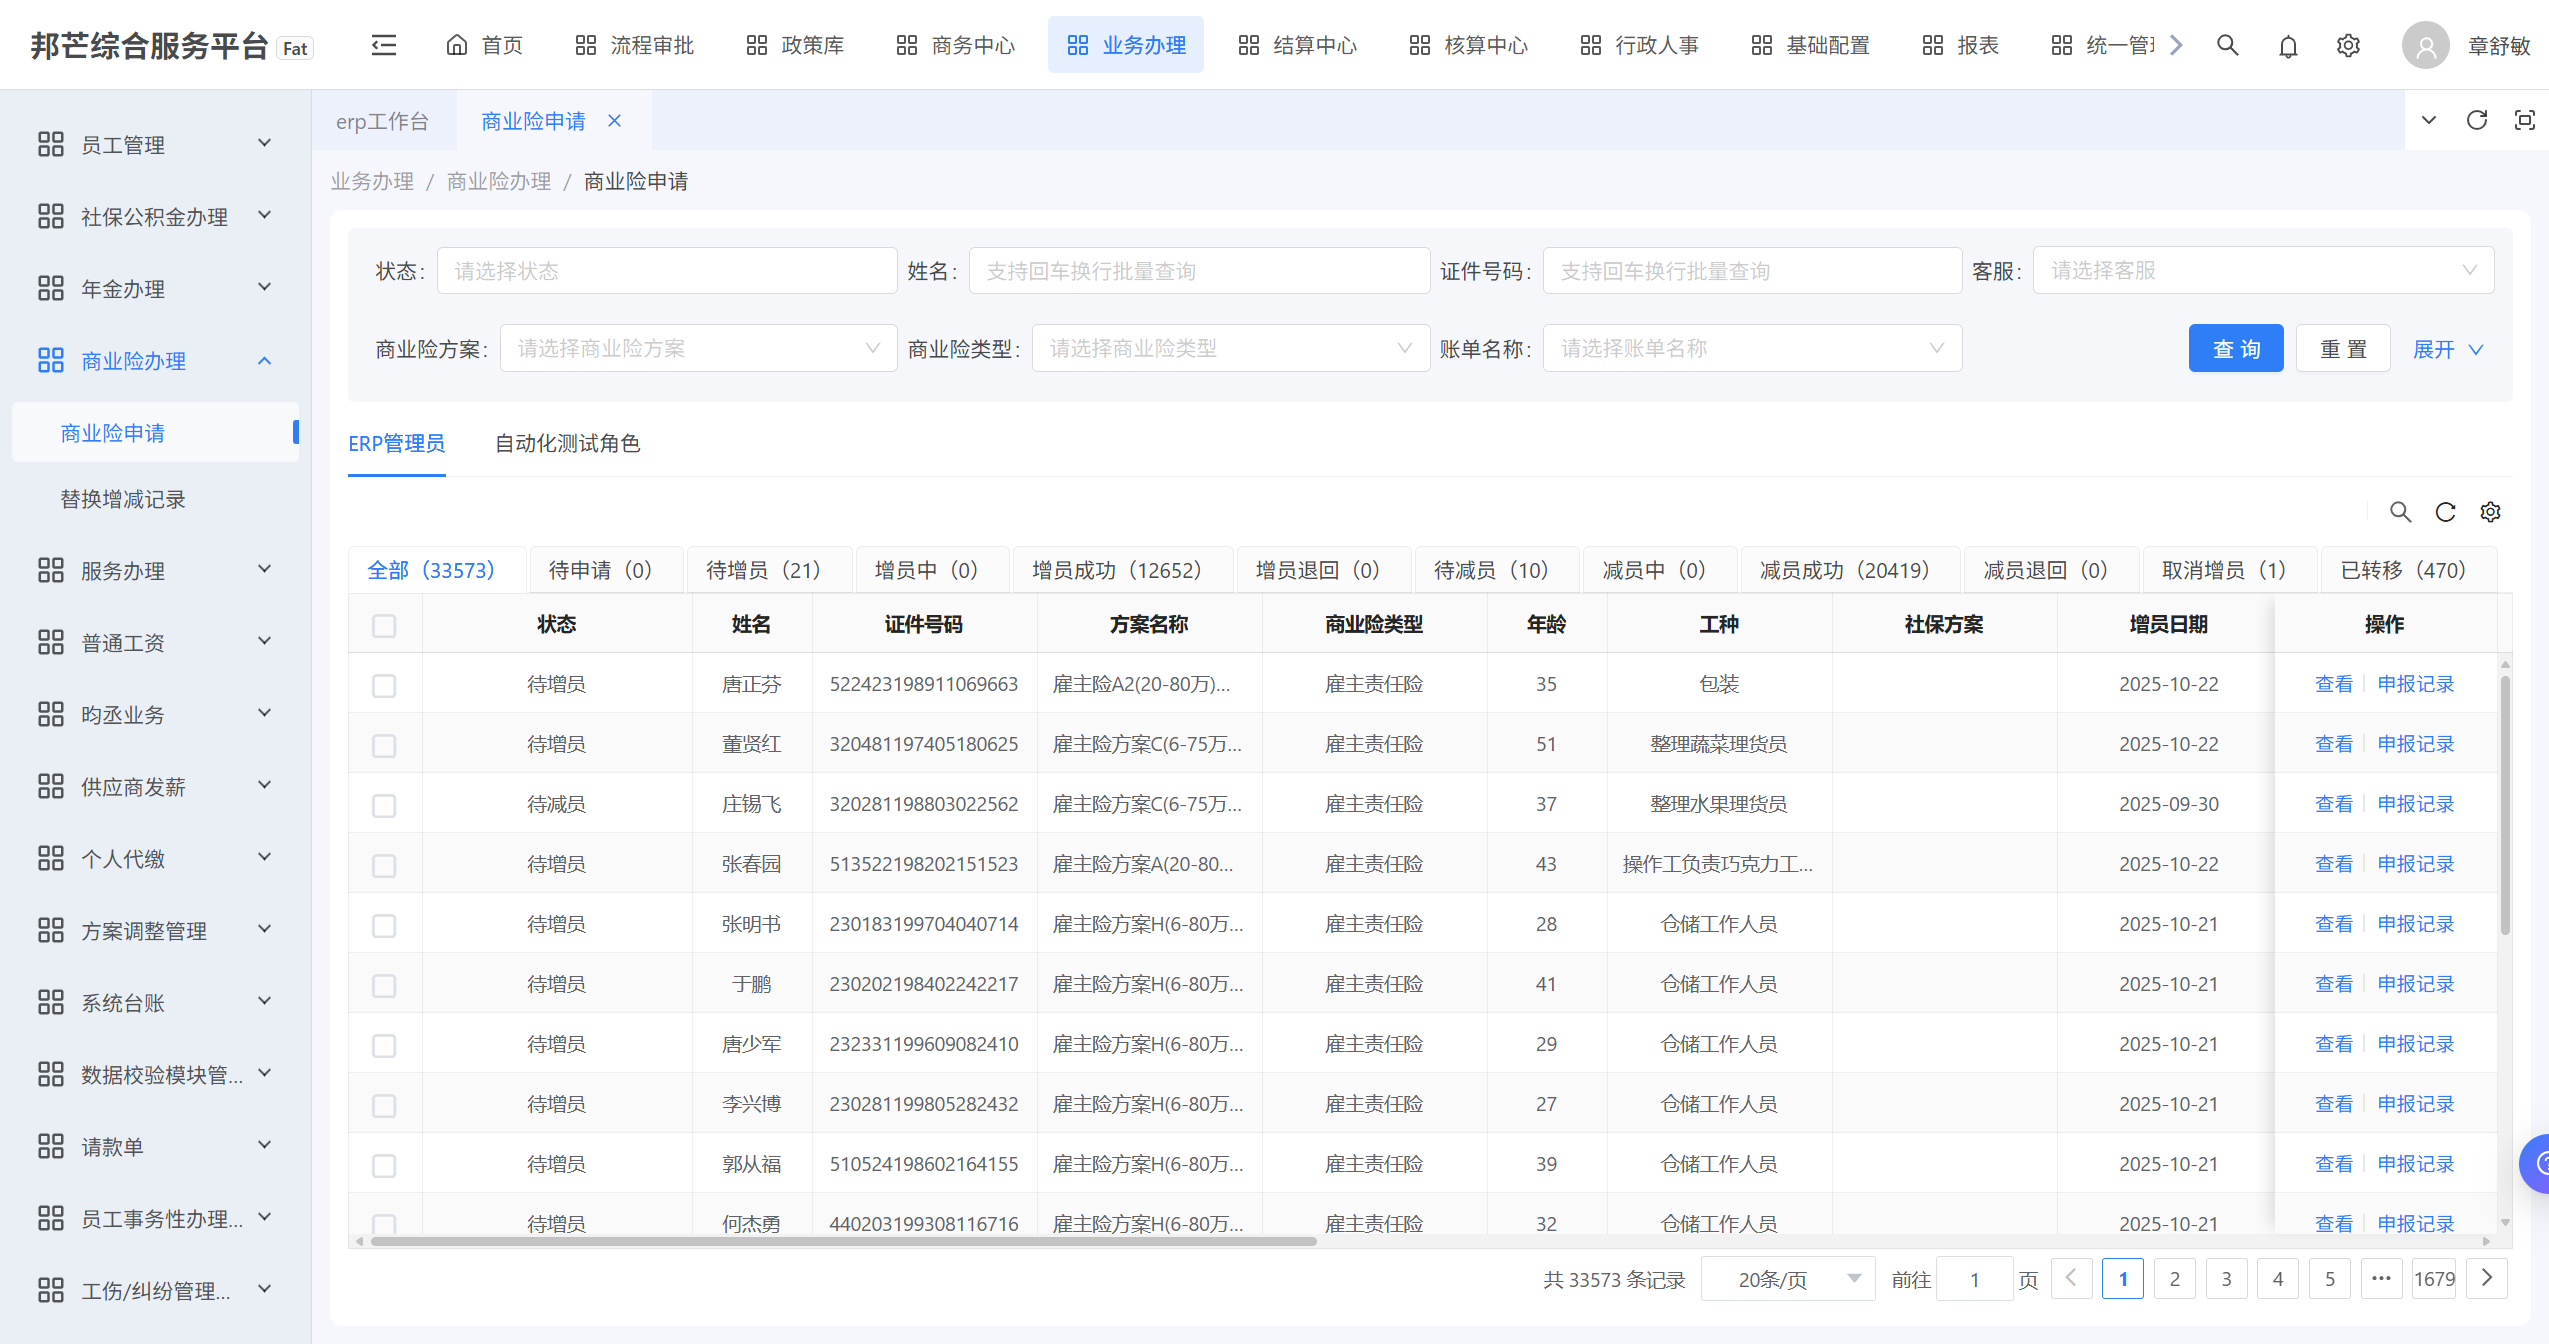 邦芒综合服务平台 Fat
首页 流程审批 政策库 商务中心 业务办理 结算中心 核算中心 行政人事 基础配置 报表 统一管
章舒敏
员工管理
社保公积金办理
年金办理
商业险办理
商业险申请
替换增减记录
服务办理
普通工资
昀丞业务
供应商发薪
个人代缴
方案调整管理
系统台账
数据校验模块管...
请款单
员工事务性办理...
工伤/纠纷管理...
erp工作台 商业险申请
业务办理 / 商业险办理 / 商业险申请
状态: 请选择状态 姓名: 支持回车换行批量查询 证件号码: 支持回车换行批量查询 客服: 请选择客服
商业险方案: 请选择商业险方案 商业险类型: 请选择商业险类型 账单名称: 请选择账单名称 查 询 重 置 展开
ERP管理员 自动化测试角色
全部（33573） 待申请（0） 待增员（21） 增员中（0） 增员成功（12652） 增员退回（0） 待减员（10） 减员中（0） 减员成功（20419） 减员退回（0） 取消增员（1） 已转移（470）
状态 姓名 证件号码 方案名称 商业险类型 年龄 工种 社保方案 增员日期 操作
待增员 唐正芬 522423198911069663 雇主险A2(20-80万)... 雇主责任险 35 包装 2025-10-22 查看 申报记录
待增员 董贤红 320481197405180625 雇主险方案C(6-75万... 雇主责任险 51 整理蔬菜理货员 2025-10-22 查看 申报记录
待减员 庄锡飞 320281198803022562 雇主险方案C(6-75万... 雇主责任险 37 整理水果理货员 2025-09-30 查看 申报记录
待增员 张春园 513522198202151523 雇主险方案A(20-80... 雇主责任险 43 操作工负责巧克力工... 2025-10-22 查看 申报记录
待增员 张明书 230183199704040714 雇主险方案H(6-80万... 雇主责任险 28 仓储工作人员 2025-10-21 查看 申报记录
待增员 于鹏 230202198402242217 雇主险方案H(6-80万... 雇主责任险 41 仓储工作人员 2025-10-21 查看 申报记录
待增员 唐少军 232331199609082410 雇主险方案H(6-80万... 雇主责任险 29 仓储工作人员 2025-10-21 查看 申报记录
待增员 李兴博 230281199805282432 雇主险方案H(6-80万... 雇主责任险 27 仓储工作人员 2025-10-21 查看 申报记录
待增员 郭从福 510524198602164155 雇主险方案H(6-80万... 雇主责任险 39 仓储工作人员 2025-10-21 查看 申报记录
待增员 何杰勇 440203199308116716 雇主险方案H(6-80万... 雇主责任险 32 仓储工作人员 2025-10-21 查看 申报记录
共 33573 条记录 20条/页 前往 1 页 1 2 3 4 5 ••• 1679